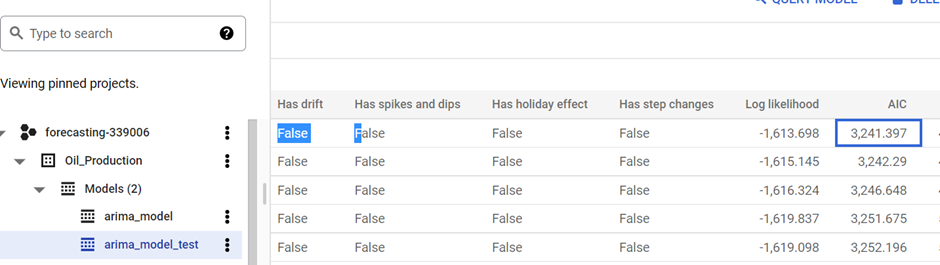 QUERY MODEL
Type to search
Viewing pinned projects.
Has drift Has spikes and dips Has holiday effect Has step changes Log likelihood AIC
forecasting-339006
False False False False -1,613.698 3,241.397
Oil_Production
False False False False -1,615.145 3,242.29
Models (2)
False False False False -1,616.324 3,246.648
arima_model
False False False False -1,619.837 3,251.675
arima_model_test
False False False False -1,619.098 3,252.196